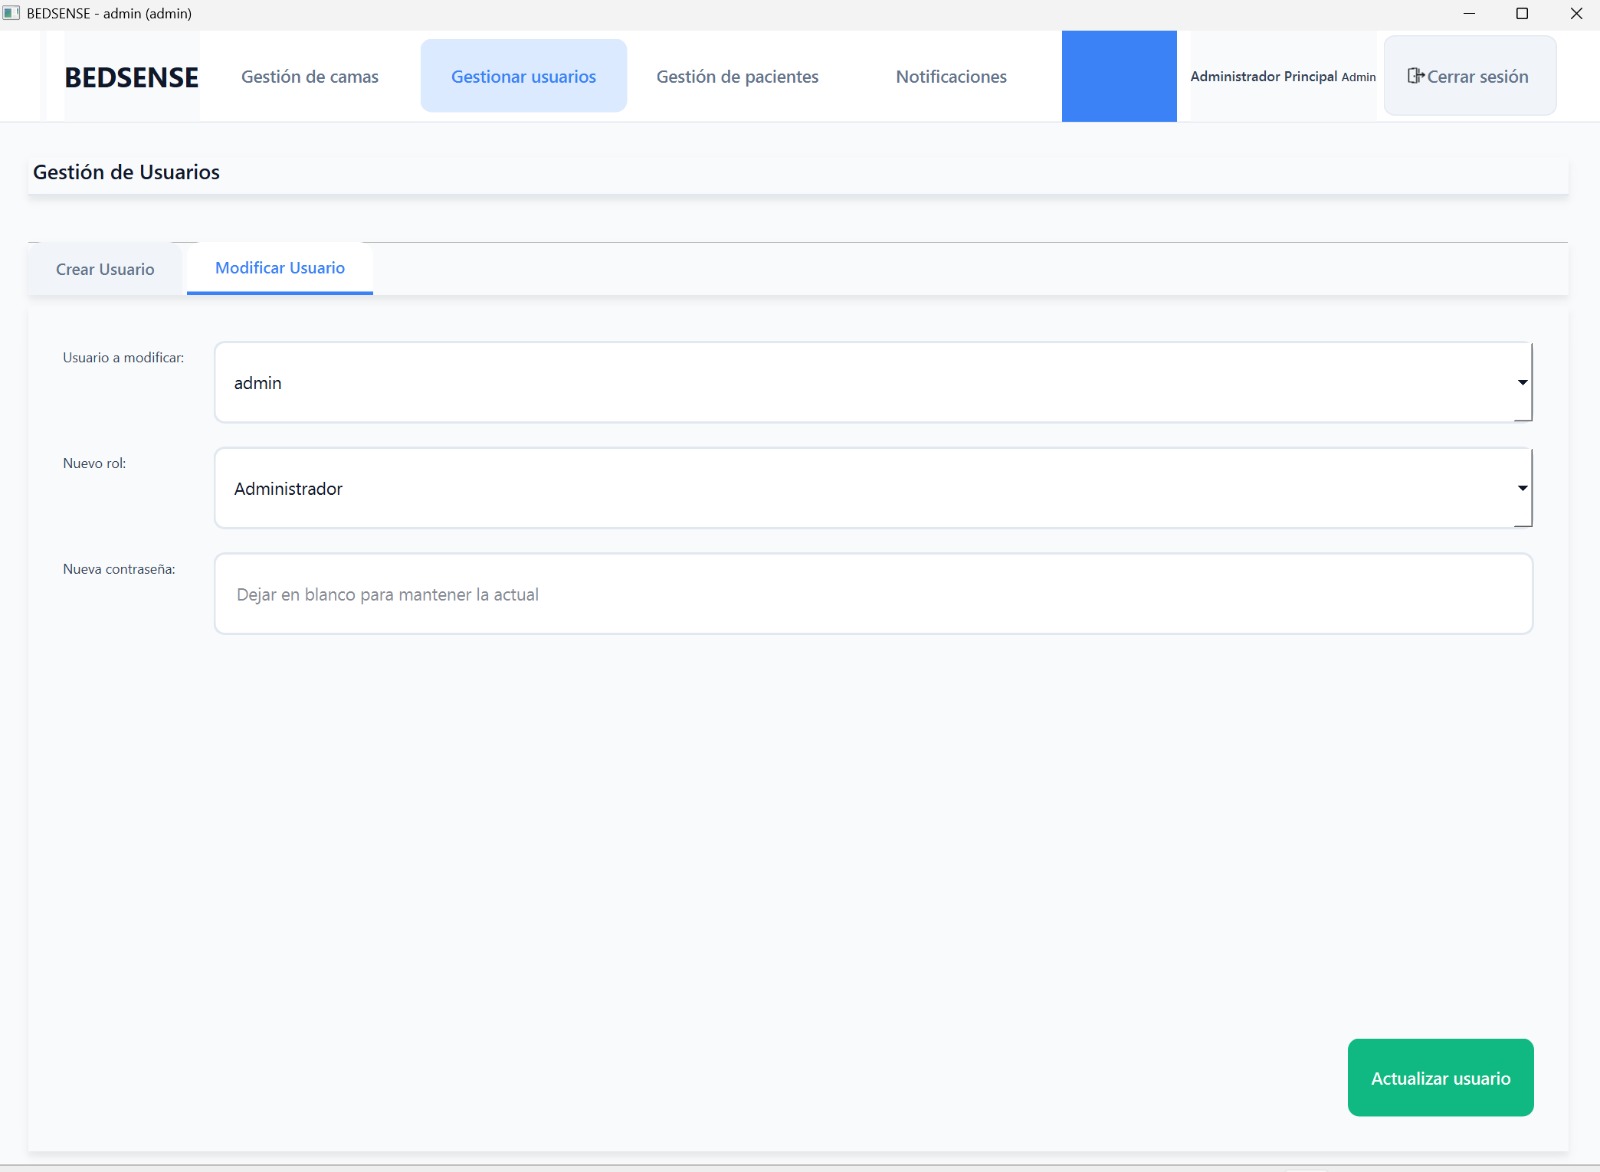 BEDSENSE - admin (admin)
BEDSENSE
Gestión de camas
Gestionar usuarios
Gestión de pacientes
Notificaciones
Administrador Principal Admin
Cerrar sesión
Gestión de Usuarios
Crear Usuario
Modificar Usuario
Usuario a modificar:
admin
Nuevo rol:
Administrador
Nueva contraseña:
Dejar en blanco para mantener la actual
Actualizar usuario